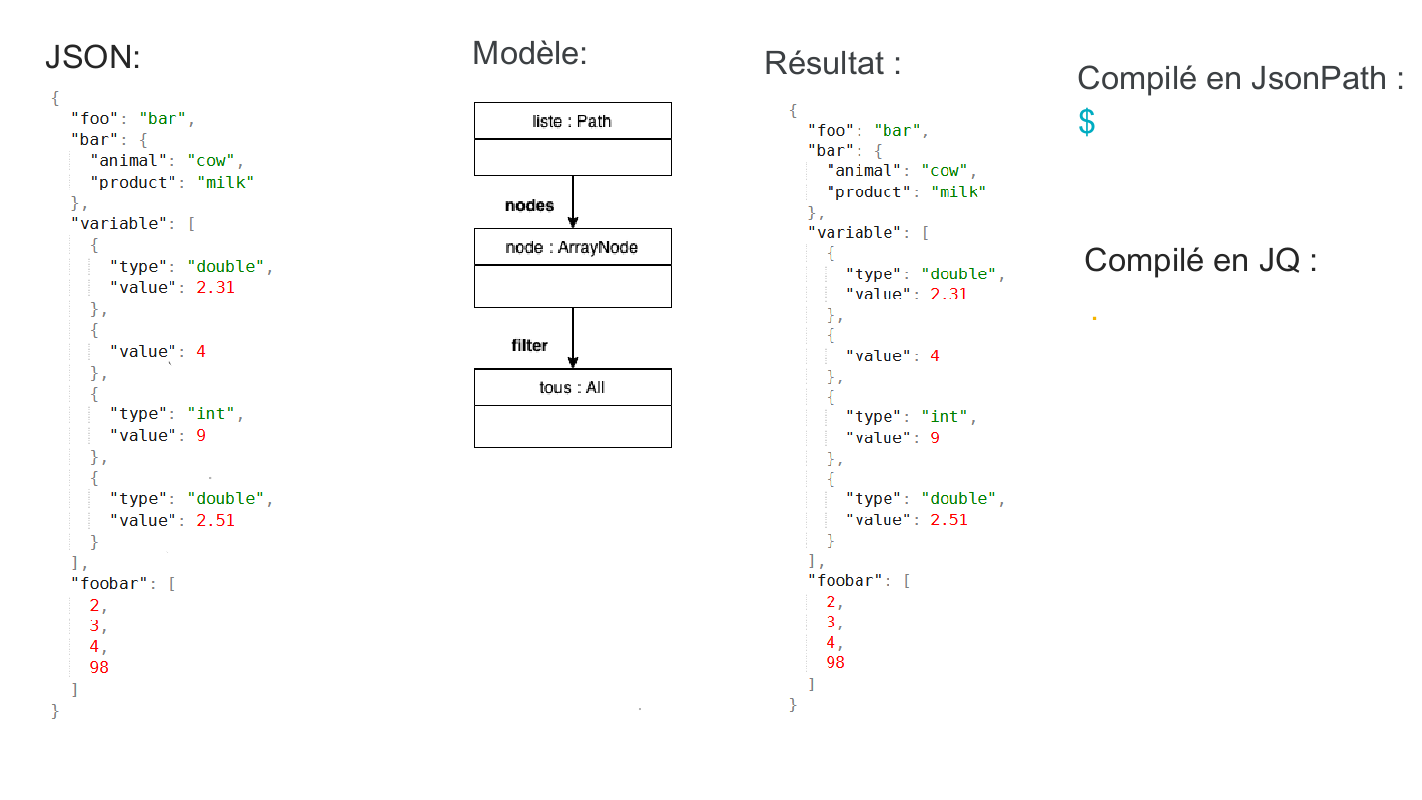 JSON:
{
  "foo": "bar",
  "bar": {
    "animal": "cow",
    "product": "milk"
  },
  "variable": [
    {
      "type": "double",
      "value": 2.31
    },
    {
      "value": 4
    },
    {
      "type": "int",
      "value": 9
    },
    {
      "type": "double",
      "value": 2.51
    }
  ],
  "foobar": [
    2,
    3,
    4,
    98
  ]
}
Modèle:
liste : Path
nodes
node : ArrayNode
filter
tous : All
Résultat :
{
  "foo": "bar",
  "bar": {
    "animal": "cow",
    "product": "milk"
  },
  "variable": [
    {
      "type": "double",
      "value": 2.31
    },
    {
      "value": 4
    },
    {
      "type": "int",
      "value": 9
    },
    {
      "type": "double",
      "value": 2.51
    }
  ],
  "foobar": [
    2,
    3,
    4,
    98
  ]
}
Compilé en JsonPath :
$
Compilé en JQ :
.